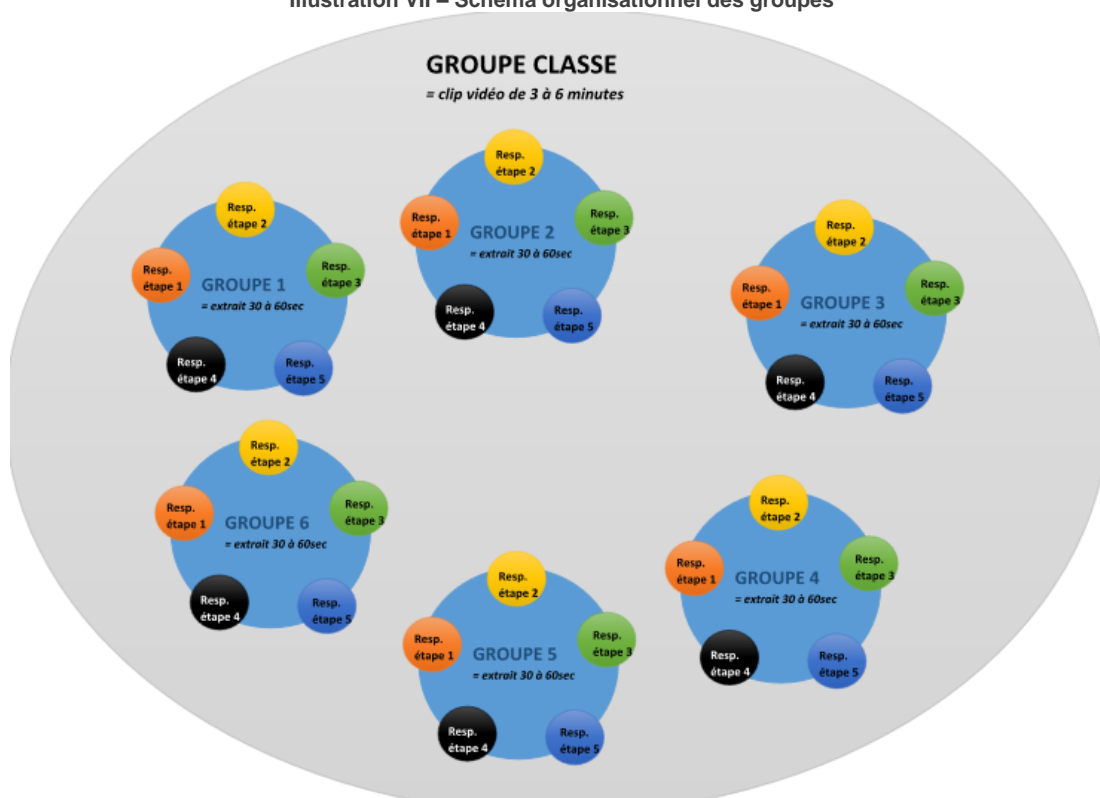 Illustration VII – Schéma organisationnel des groupes
GROUPE CLASSE
= clip vidéo de 3 à 6 minutes
Resp.
étape 2
Resp.
étape 1
Resp.
étape 3
GROUPE 1
= extrait 30 à 60sec
Resp.
étape 4
Resp.
étape 5
Resp.
étape 2
Resp.
étape 1
Resp.
étape 3
GROUPE 2
= extrait 30 à 60sec
Resp.
étape 4
Resp.
étape 5
Resp.
étape 2
Resp.
étape 1
Resp.
étape 3
GROUPE 3
= extrait 30 à 60sec
Resp.
étape 4
Resp.
étape 5
Resp.
étape 2
Resp.
étape 1
Resp.
étape 3
GROUPE 6
= extrait 30 à 60sec
Resp.
étape 4
Resp.
étape 5
Resp.
étape 2
Resp.
étape 1
Resp.
étape 3
GROUPE 5
= extrait 30 à 60sec
Resp.
étape 4
Resp.
étape 5
Resp.
étape 2
Resp.
étape 1
Resp.
étape 3
GROUPE 4
= extrait 30 à 60sec
Resp.
étape 4
Resp.
étape 5